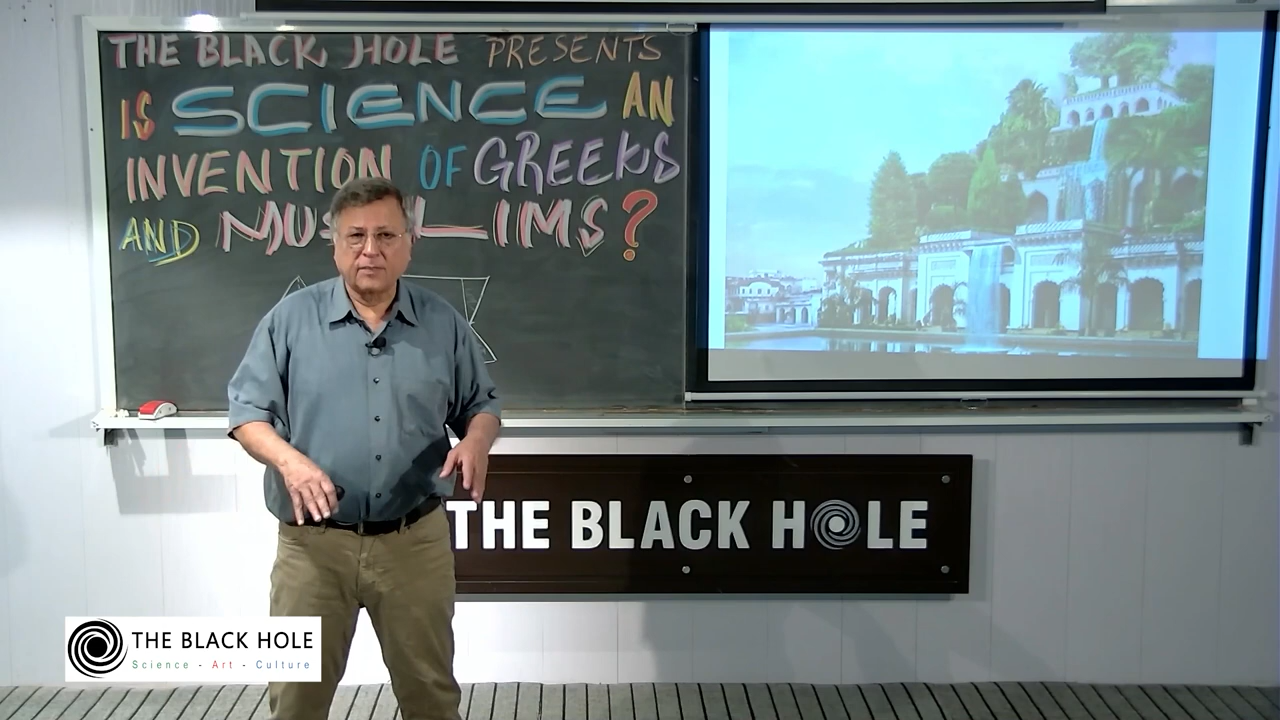 THE BLACK HOLE PRESENTS
IS SCIENCE AN
INVENTION OF GREEKS
AND MUSLIMS?
THE BLACK HOLE
THE BLACK HOLE
Science - Art - Culture